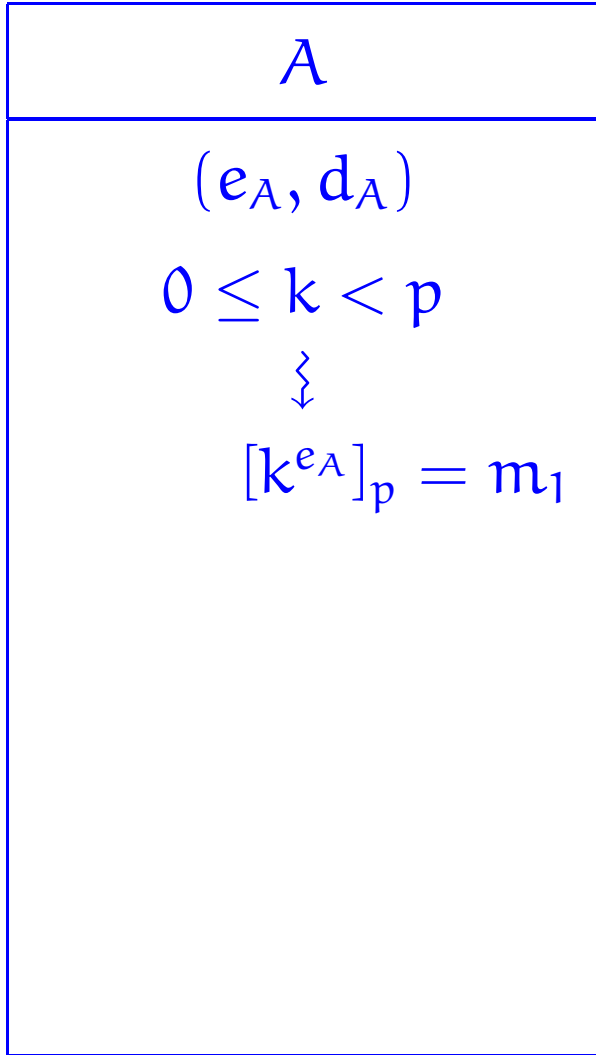 A
(e_A, d_A)
0 ≤ k < p
[k^{e_A}]_p = m_1